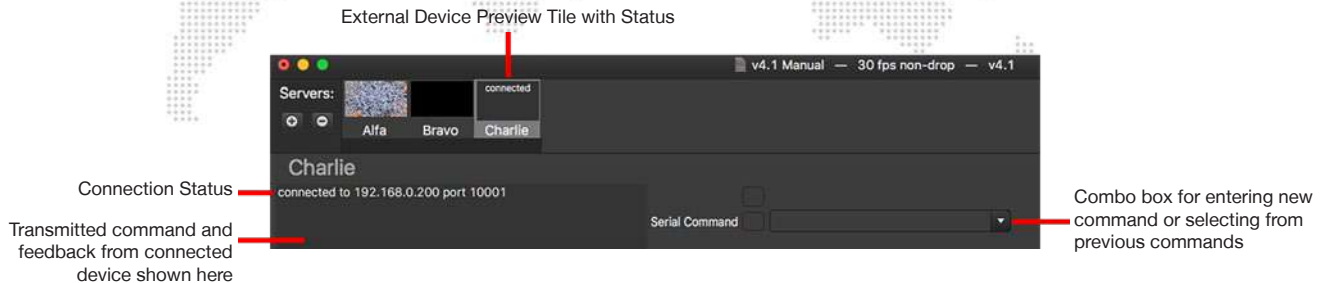 External Device Preview Tile with Status
v4.1 Manual — 30 fps non-drop — v4.1
Servers:
connected
Alfa Bravo Charlie
Charlie
Connection Status
connected to 192.168.0.200 port 10001
Transmitted command and
feedback from connected
device shown here
Serial Command
Combo box for entering new
command or selecting from
previous commands